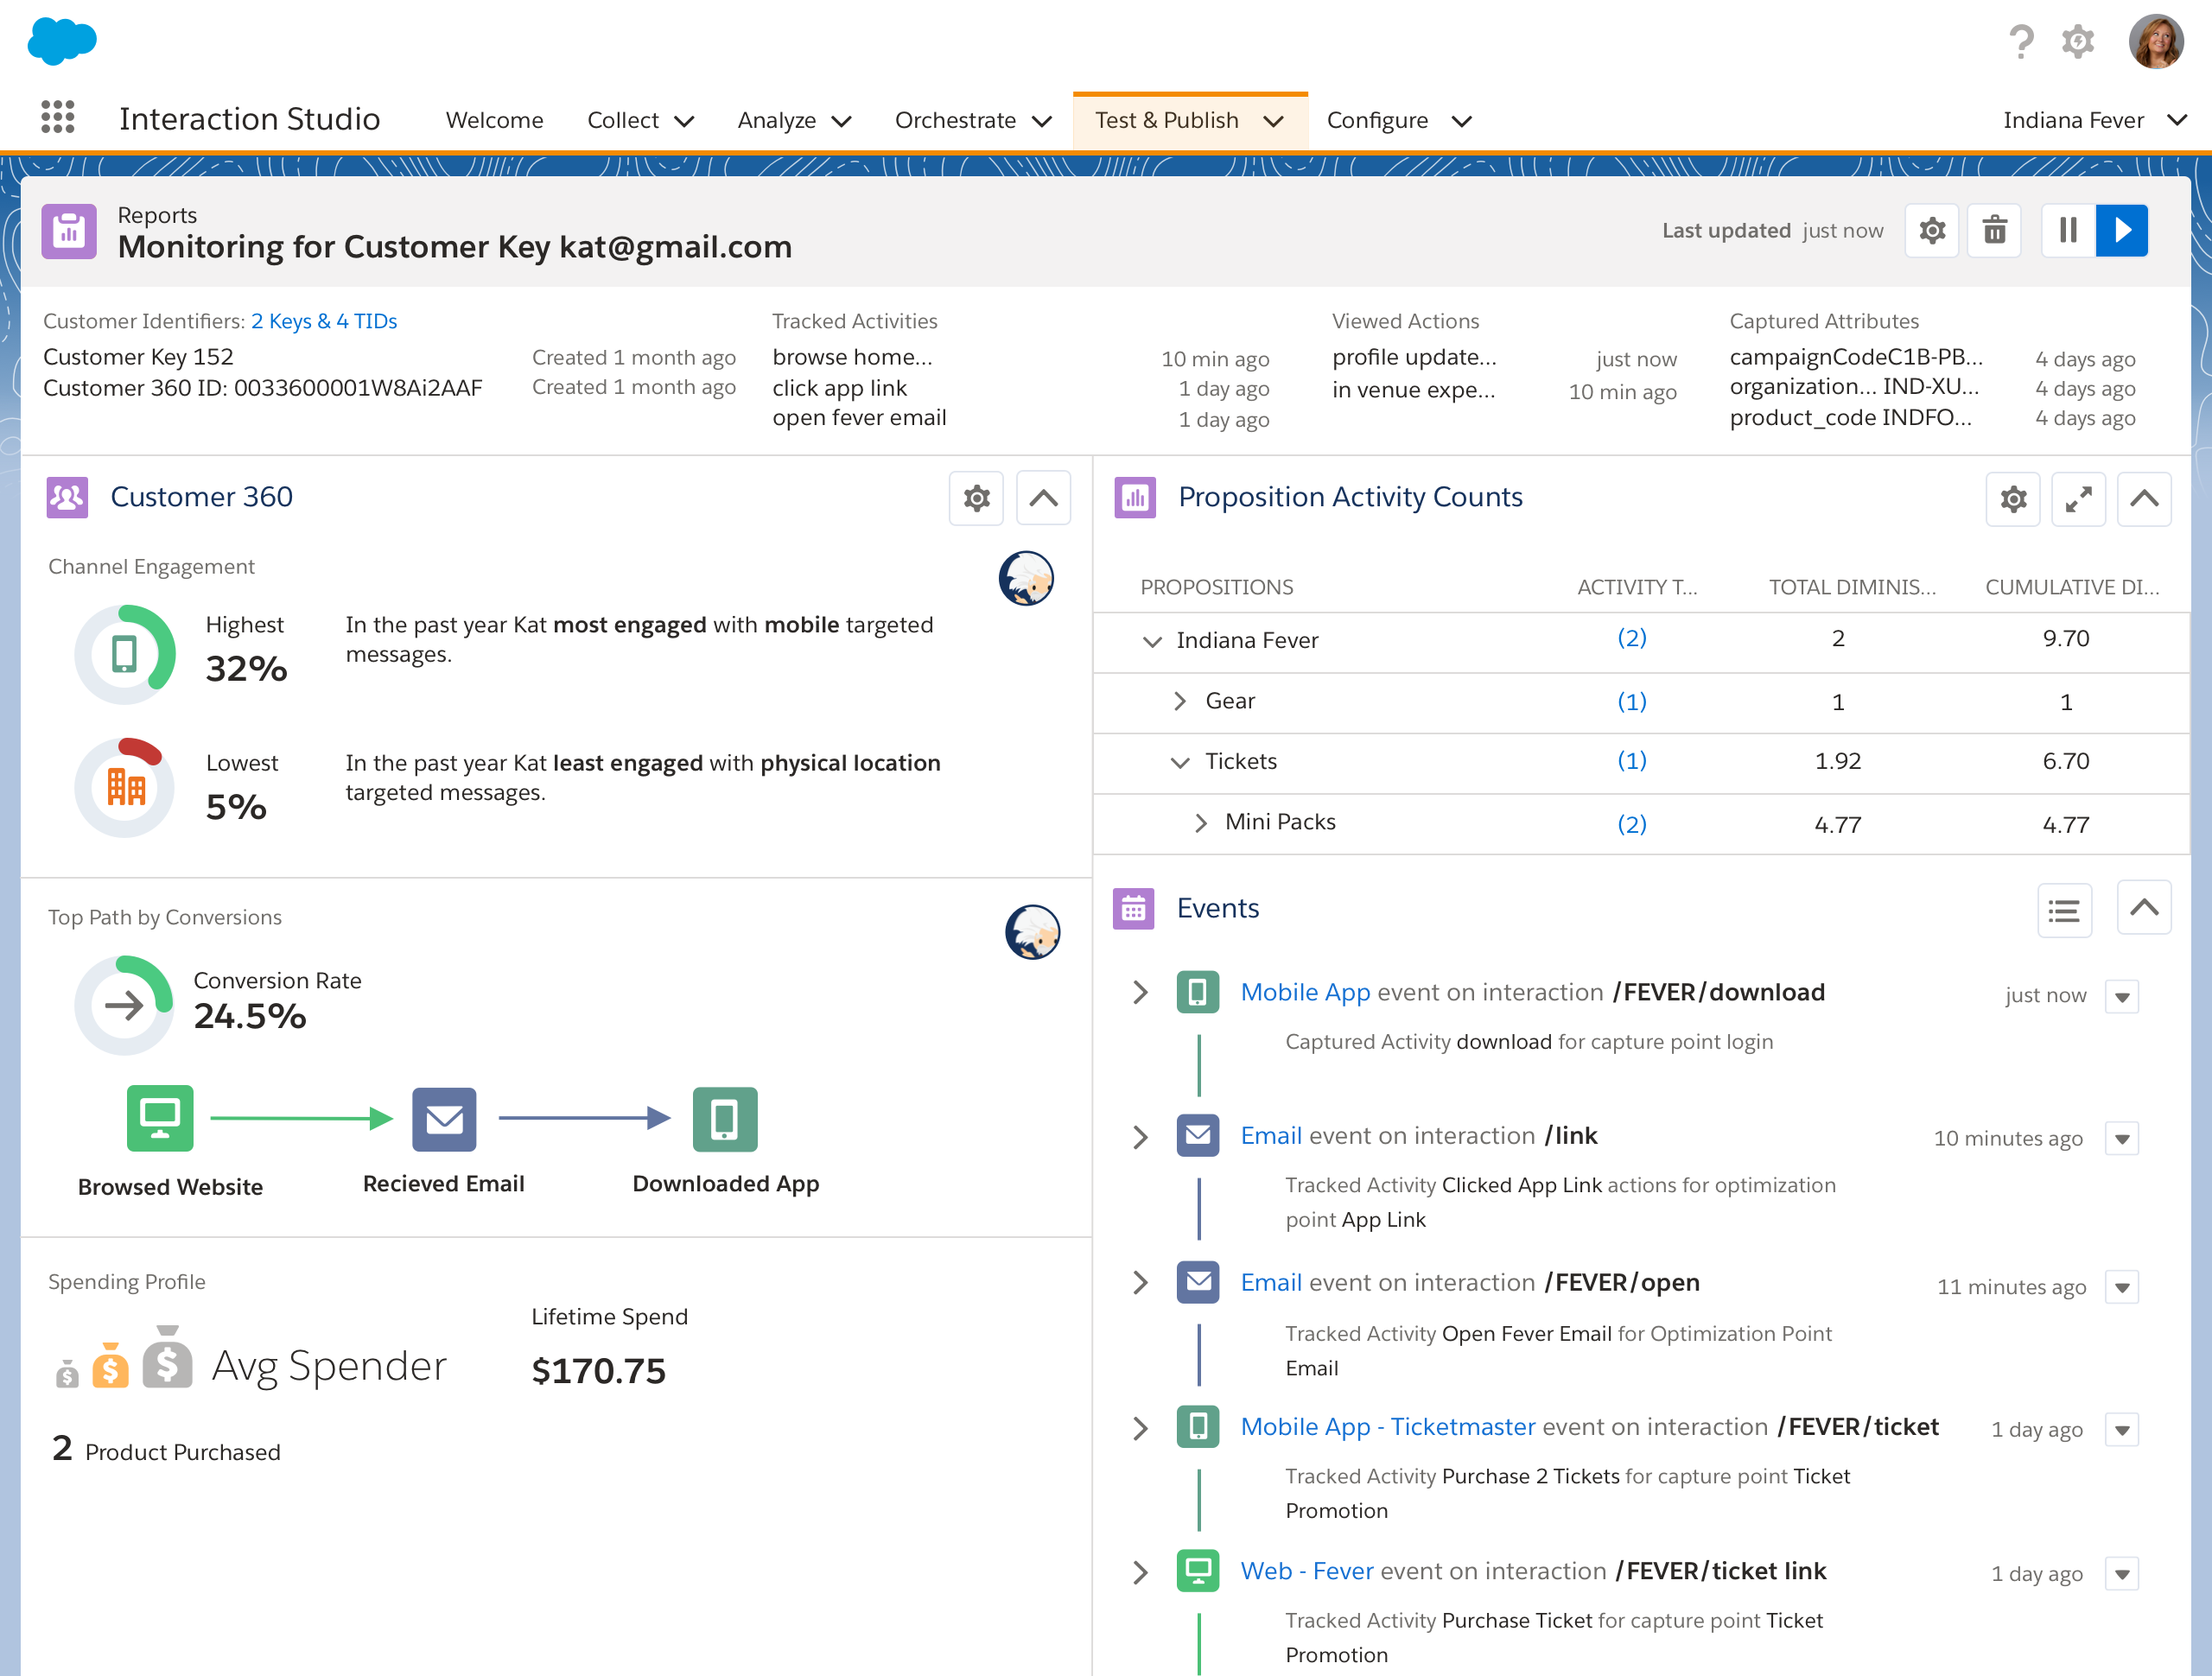 Interaction Studio
Welcome
Collect
Analyze
Orchestrate
Test & Publish
Configure
Indiana Fever
Reports
Monitoring for Customer Key kat@gmail.com
Last updated just now
Customer Identifiers: 2 Keys & 4 TIDs
Customer Key 152 Created 1 month ago
Customer 360 ID: 0033600001W8Ai2AAF Created 1 month ago
Tracked Activities
browse home... 10 min ago
click app link 1 day ago
open fever email 1 day ago
Viewed Actions
profile update... just now
in venue expe... 10 min ago
Captured Attributes
campaignCodeC1B-PB... 4 days ago
organization... IND-XU... 4 days ago
product_code INDFO... 4 days ago
Customer 360
Channel Engagement
Highest
32%
In the past year Kat most engaged with mobile targeted
messages.
Lowest
5%
In the past year Kat least engaged with physical location
targeted messages.
Top Path by Conversions
Conversion Rate
24.5%
Browsed Website
Recieved Email
Downloaded App
Spending Profile
Avg Spender
Lifetime Spend
$170.75
2 Product Purchased
Proposition Activity Counts
PROPOSITIONS ACTIVITY T... TOTAL DIMINIS... CUMULATIVE DI...
Indiana Fever (2) 2 9.70
Gear (1) 1 1
Tickets (1) 1.92 6.70
Mini Packs (2) 4.77 4.77
Events
Mobile App event on interaction /FEVER/download just now
Captured Activity download for capture point login
Email event on interaction /link 10 minutes ago
Tracked Activity Clicked App Link actions for optimization
point App Link
Email event on interaction /FEVER/open 11 minutes ago
Tracked Activity Open Fever Email for Optimization Point
Email
Mobile App - Ticketmaster event on interaction /FEVER/ticket 1 day ago
Tracked Activity Purchase 2 Tickets for capture point Ticket
Promotion
Web - Fever event on interaction /FEVER/ticket link 1 day ago
Tracked Activity Purchase Ticket for capture point Ticket
Promotion